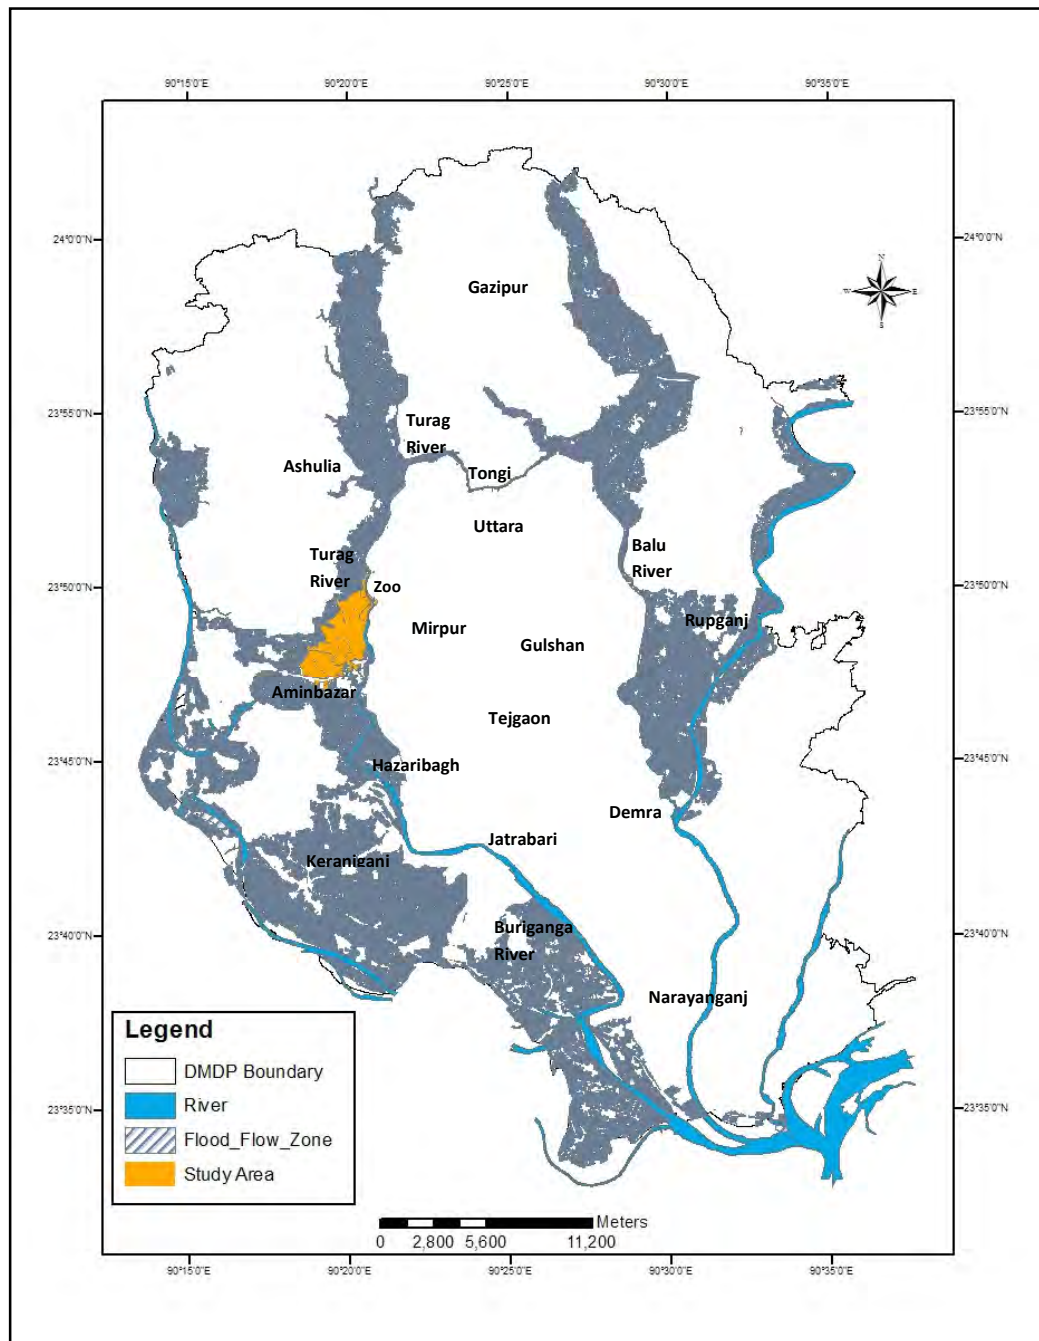 90°15'0"E 90°20'0"E 90°25'0"E 90°30'0"E 90°35'0"E
N
W E
S
24°0'0"N 24°0'0"N
Gazipur
23°55'0"N 23°55'0"N
Turag
River
Ashulia
Tongi
Uttara
Turag
River
Balu
River
23°50'0"N 23°50'0"N
Zoo
Mirpur
Rupganj
Gulshan
Aminbazar
Tejgaon
23°45'0"N 23°45'0"N
Hazaribagh
Demra
Jatrabari
Keraniganj
23°40'0"N 23°40'0"N
Buriganga
River
Narayanganj
Legend
DMDP Boundary
River
Flood_Flow_Zone
Study Area
23°35'0"N 23°35'0"N
Meters
0 2,800 5,600 11,200
90°15'0"E 90°20'0"E 90°25'0"E 90°30'0"E 90°35'0"E